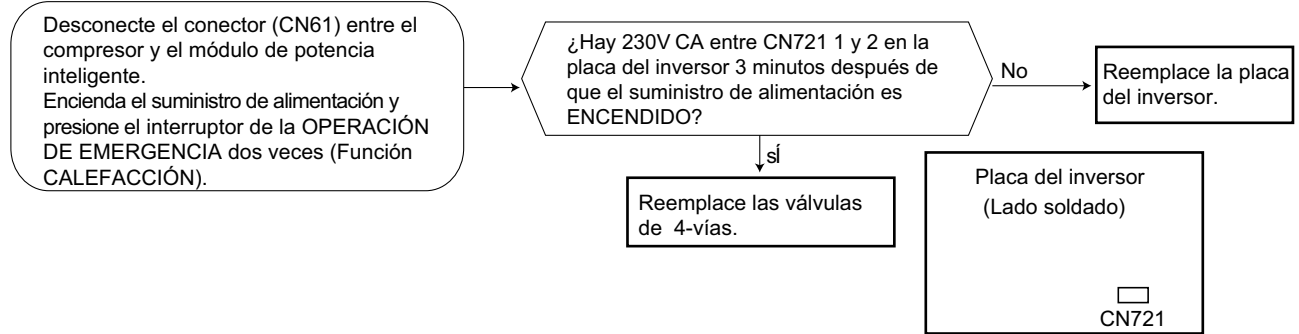 Desconecte el conector (CN61) entre el
compresor y el módulo de potencia
inteligente.
Encienda el suministro de alimentación y
presione el interruptor de la OPERACIÓN
DE EMERGENCIA dos veces (Función
CALEFACCIÓN).
¿Hay 230V CA entre CN721 1 y 2 en la
placa del inversor 3 minutos después de
que el suministro de alimentación es
ENCENDIDO?
No
Reemplace la placa
del inversor.
sÍ
Reemplace las válvulas
de 4-vías.
Placa del inversor
(Lado soldado)
CN721